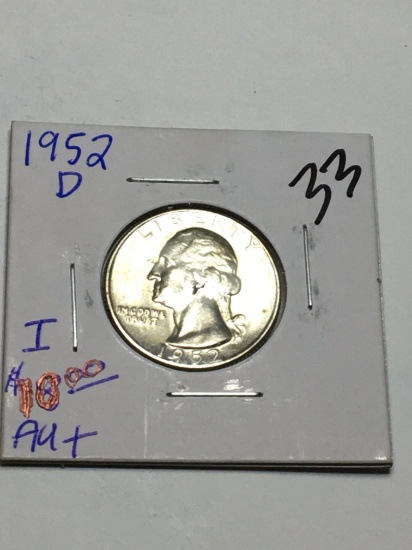 1952
D
33
LIBERTY
IN GOD WE
TRUST
1952
I
$10.00
AU+